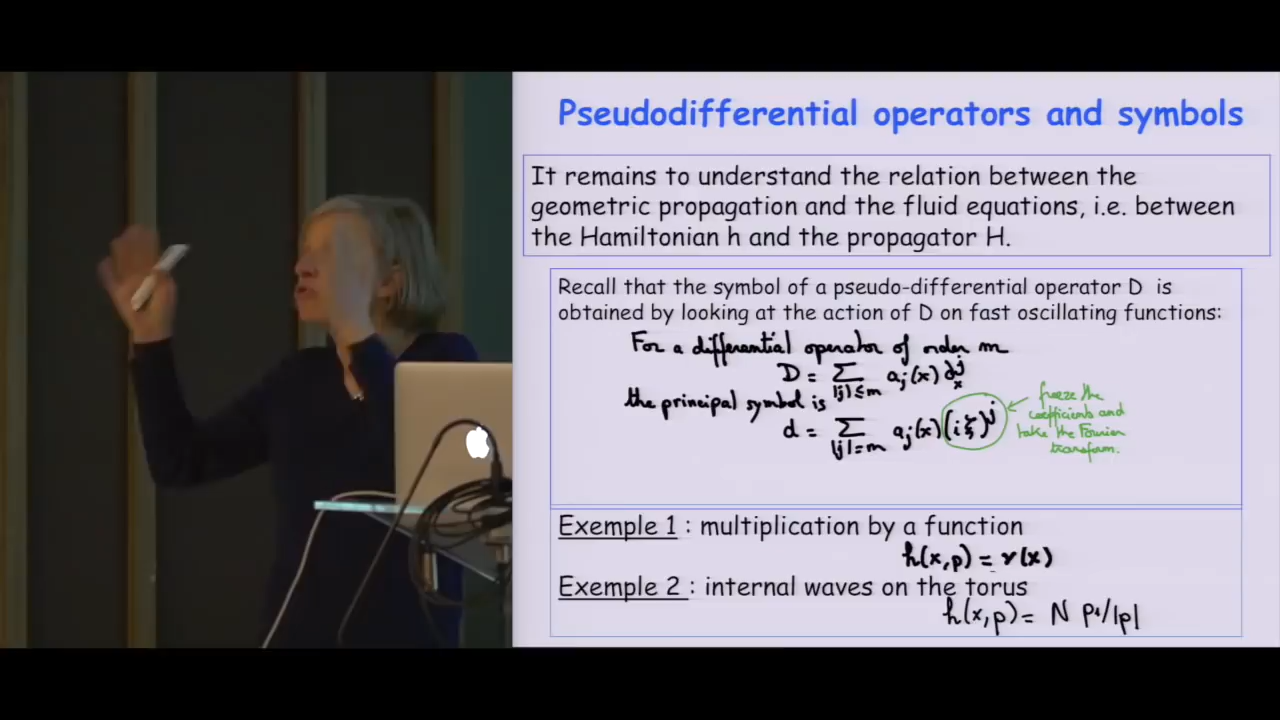 Pseudodifferential operators and symbols
It remains to understand the relation between the
geometric propagation and the fluid equations, i.e. between
the Hamiltonian h and the propagator H.
Recall that the symbol of a pseudo-differential operator D is
obtained by looking at the action of D on fast oscillating functions:
For a differential operator of order m
D = ∑_{|j|≤m} a_j(x) ∂_x^j
the principal symbol is
d = ∑_{|j|=m} a_j(x) (iξ)^j
freeze the
coefficients and
take the Fourier
transform.
Exemple 1 : multiplication by a function
h(x,p) = r(x)
Exemple 2 : internal waves on the torus
h(x,p) = N p₁/|p|